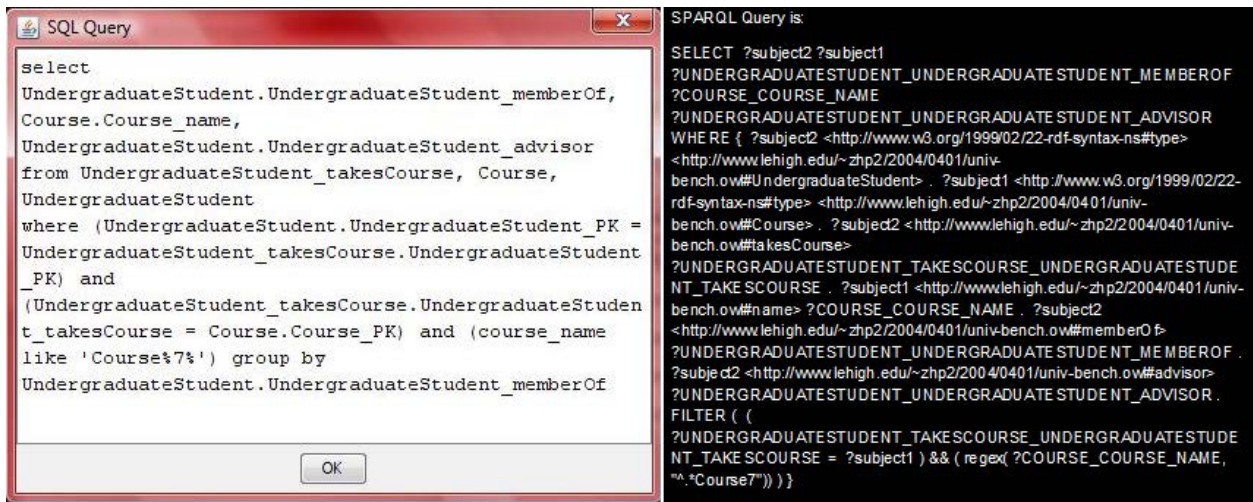 SQL Query
select
UndergraduateStudent.UndergraduateStudent_memberOf,
Course.Course_name,
UndergraduateStudent.UndergraduateStudent_advisor
from UndergraduateStudent_takesCourse, Course,
UndergraduateStudent
where (UndergraduateStudent.UndergraduateStudent_PK =
UndergraduateStudent_takesCourse.UndergraduateStudent
_PK) and
(UndergraduateStudent_takesCourse.UndergraduateStuden
t_takesCourse = Course.Course_PK) and (course_name
like 'Course%7%') group by
UndergraduateStudent.UndergraduateStudent_memberOf
OK
SPARQL Query is:
SELECT ?subject2 ?subject1
?UNDERGRADUATESTUDENT_UNDERGRADUATESTUDENT_MEMBEROF
?COURSE_COURSE_NAME
?UNDERGRADUATESTUDENT_UNDERGRADUATESTUDENT_ADVISOR
WHERE { ?subject2 <http://www.w3.org/1999/02/22-rdf-syntax-ns#type>
<http://www.lehigh.edu/~zhp2/2004/0401/univ-
bench.owl#UndergraduateStudent> . ?subject1 <http://www.w3.org/1999/02/22-
rdf-syntax-ns#type> <http://www.lehigh.edu/~zhp2/2004/0401/univ-
bench.owl#Course> . ?subject2 <http://www.lehigh.edu/~zhp2/2004/0401/univ-
bench.owl#takesCourse>
?UNDERGRADUATESTUDENT_TAKESCOURSE_UNDERGRADUATESTUDE
NT_TAKESCOURSE . ?subject1 <http://www.lehigh.edu/~zhp2/2004/0401/univ-
bench.owl#name> ?COURSE_COURSE_NAME . ?subject2
<http://www.lehigh.edu/~zhp2/2004/0401/univ-bench.owl#memberOf>
?UNDERGRADUATESTUDENT_UNDERGRADUATESTUDENT_MEMBEROF .
?subject2 <http://www.lehigh.edu/~zhp2/2004/0401/univ-bench.owl#advisor>
?UNDERGRADUATESTUDENT_UNDERGRADUATESTUDENT_ADVISOR .
FILTER ( (
?UNDERGRADUATESTUDENT_TAKESCOURSE_UNDERGRADUATESTUDE
NT_TAKESCOURSE = ?subject1 ) && ( regex( ?COURSE_COURSE_NAME,
"^.*Course7")) ) }